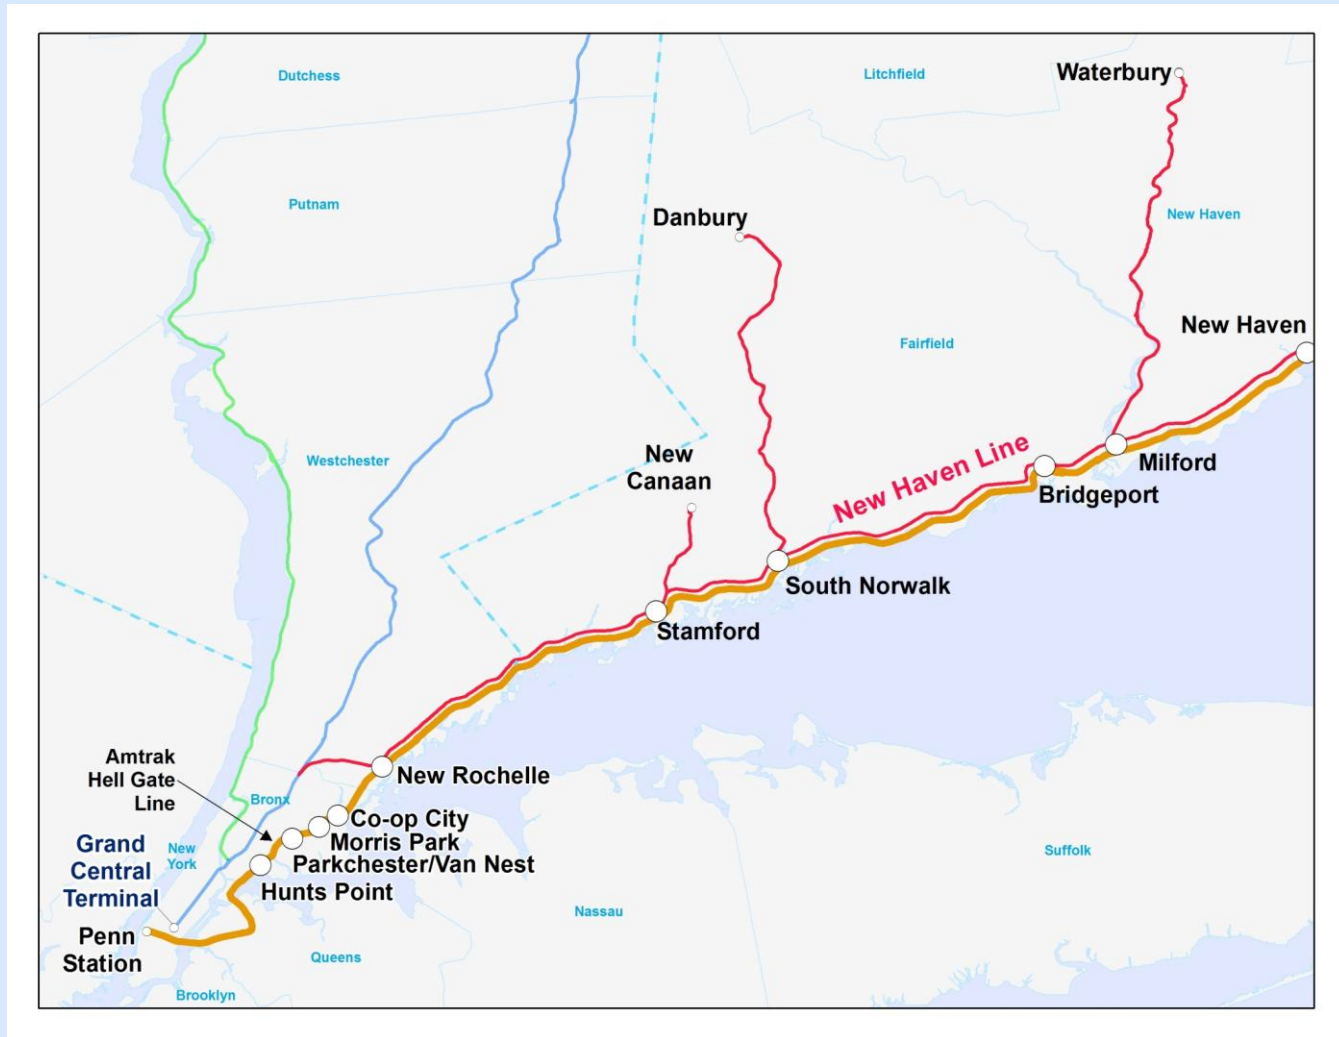 Dutchess
Litchfield
Waterbury
Putnam
Danbury
New Haven
New Haven
Fairfield
Westchester
New
Canaan
New Haven Line
Milford
Bridgeport
South Norwalk
Stamford
Amtrak
Hell Gate
Line
New Rochelle
Bronx
Co-op City
Morris Park
Parkchester/Van Nest
Hunts Point
Grand
Central
Terminal
New
York
Suffolk
Nassau
Penn
Station
Queens
Brooklyn